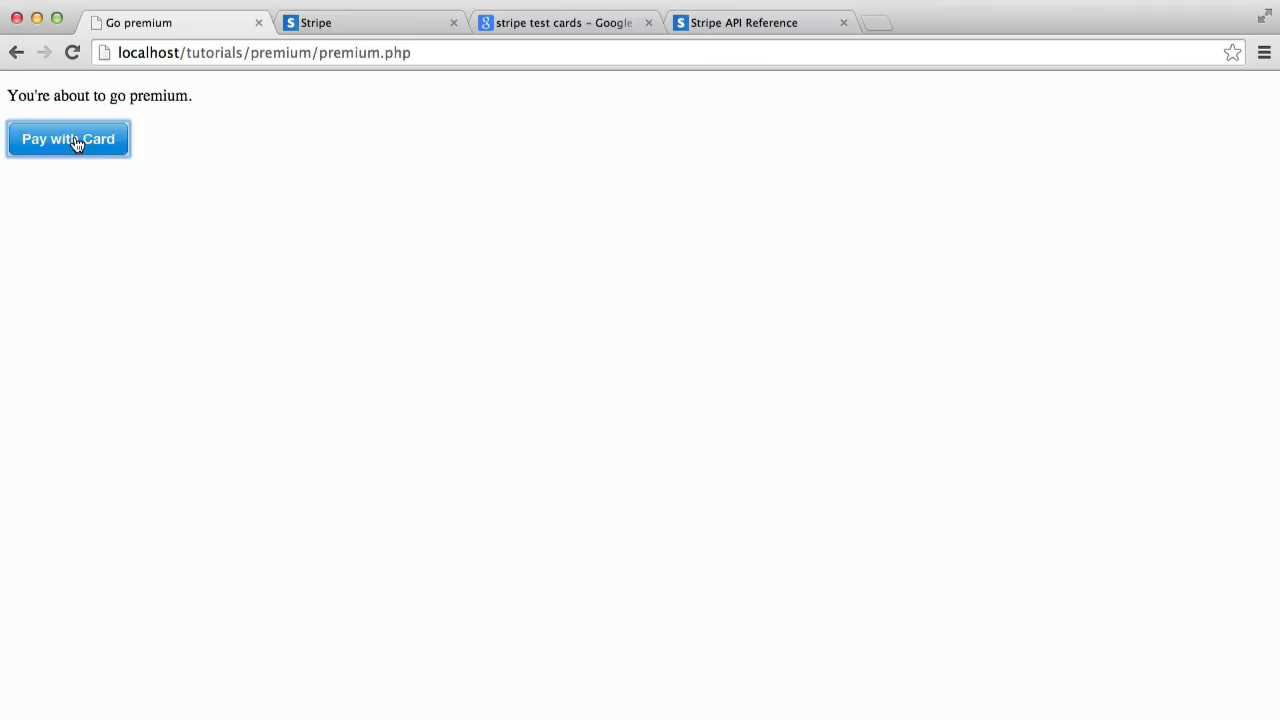 Go premium
Stripe
stripe test cards - Google
Stripe API Reference
localhost/tutorials/premium/premium.php
You're about to go premium.
Pay with Card